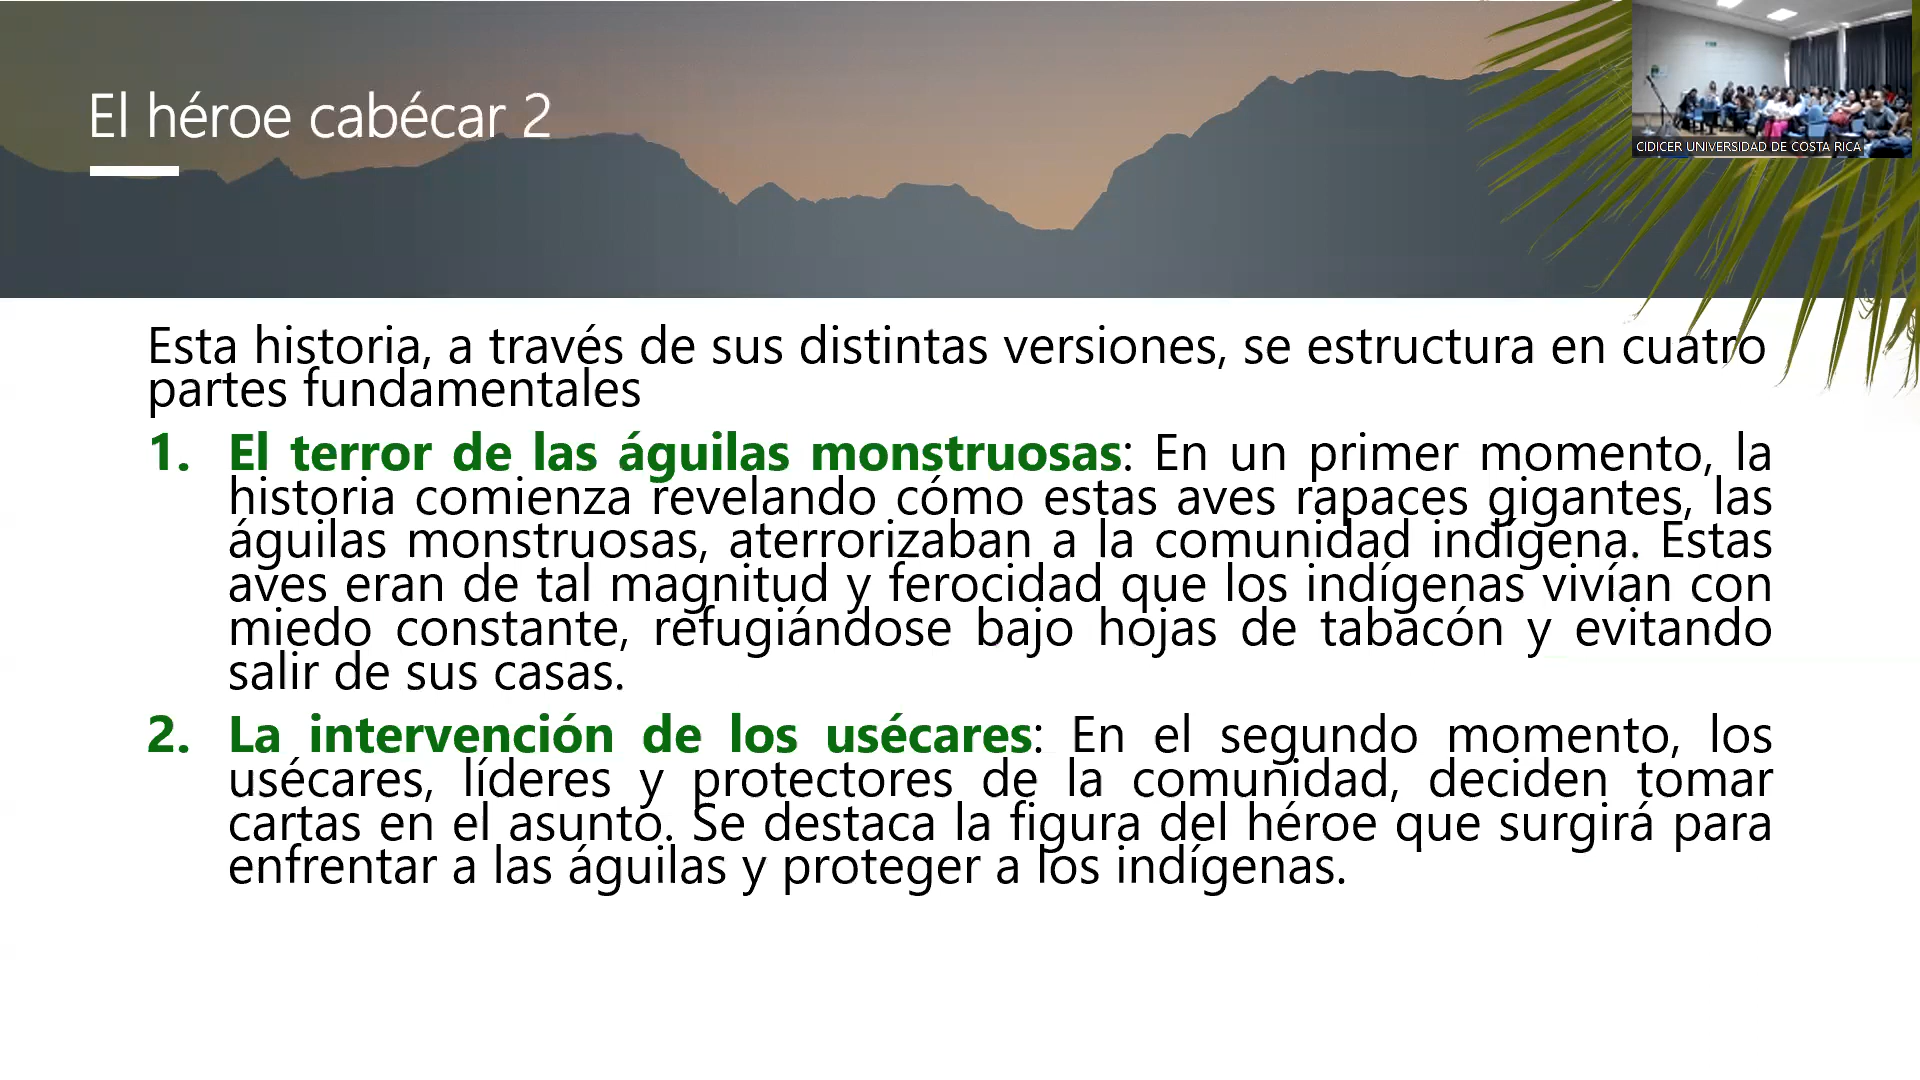 El héroe cabécar 2
CIDICER UNIVERSIDAD DE COSTA RICA
Esta historia, a través de sus distintas versiones, se estructura en cuatro
partes fundamentales
1. El terror de las águilas monstruosas: En un primer momento, la
historia comienza revelando cómo estas aves rapaces gigantes, las
águilas monstruosas, aterrorizaban a la comunidad indígena. Estas
aves eran de tal magnitud y ferocidad que los indígenas vivían con
miedo constante, refugiándose bajo hojas de tabacón y evitando
salir de sus casas.
2. La intervención de los usécares: En el segundo momento, los
usécares, líderes y protectores de la comunidad, deciden tomar
cartas en el asunto. Se destaca la figura del héroe que surgirá para
enfrentar a las águilas y proteger a los indígenas.